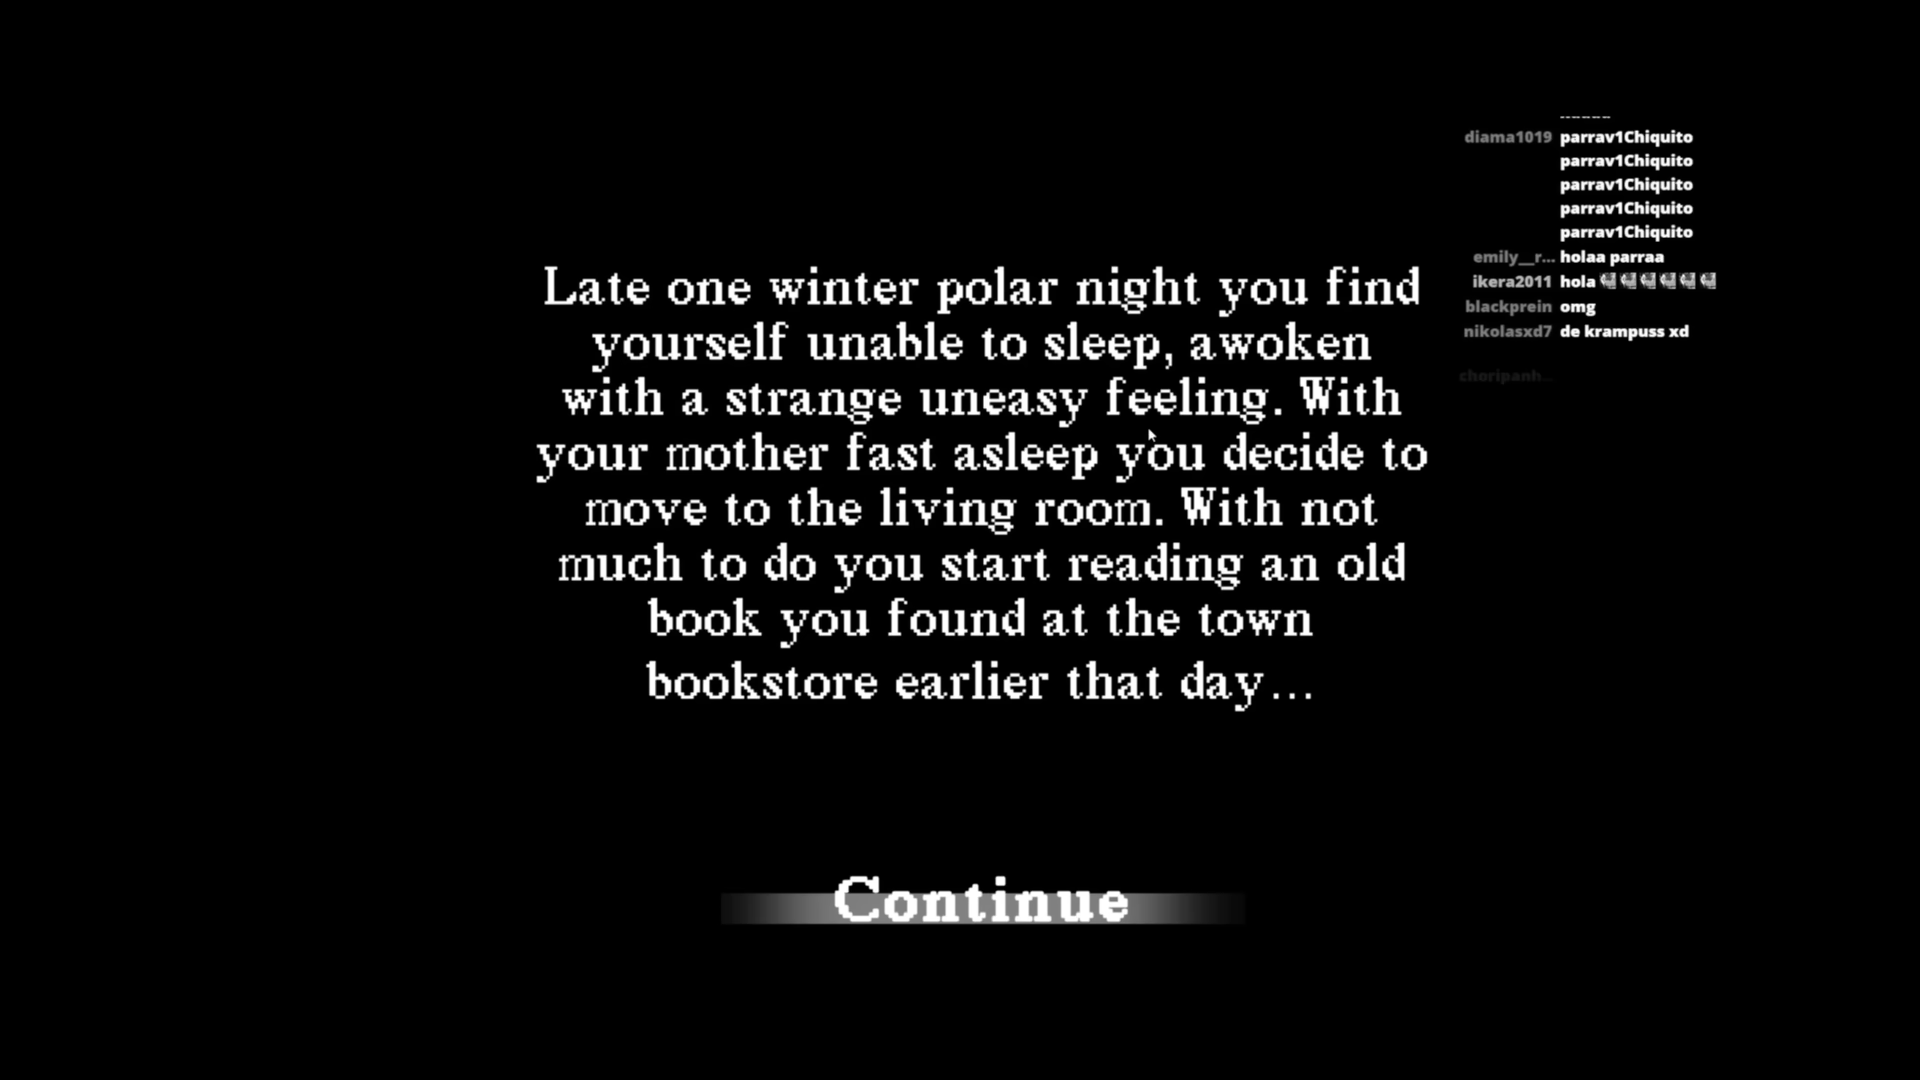 diama1019 parrav1Chiquito
parrav1Chiquito
parrav1Chiquito
parrav1Chiquito
parrav1Chiquito
emily__r... holaa parraa
ikera2011 hola
blackprein omg
nikolasxd7 de krampuss xd
choripanh...
Late one winter polar night you find
yourself unable to sleep, awoken
with a strange uneasy feeling. With
your mother fast asleep you decide to
move to the living room. With not
much to do you start reading an old
book you found at the town
bookstore earlier that day...
Continue